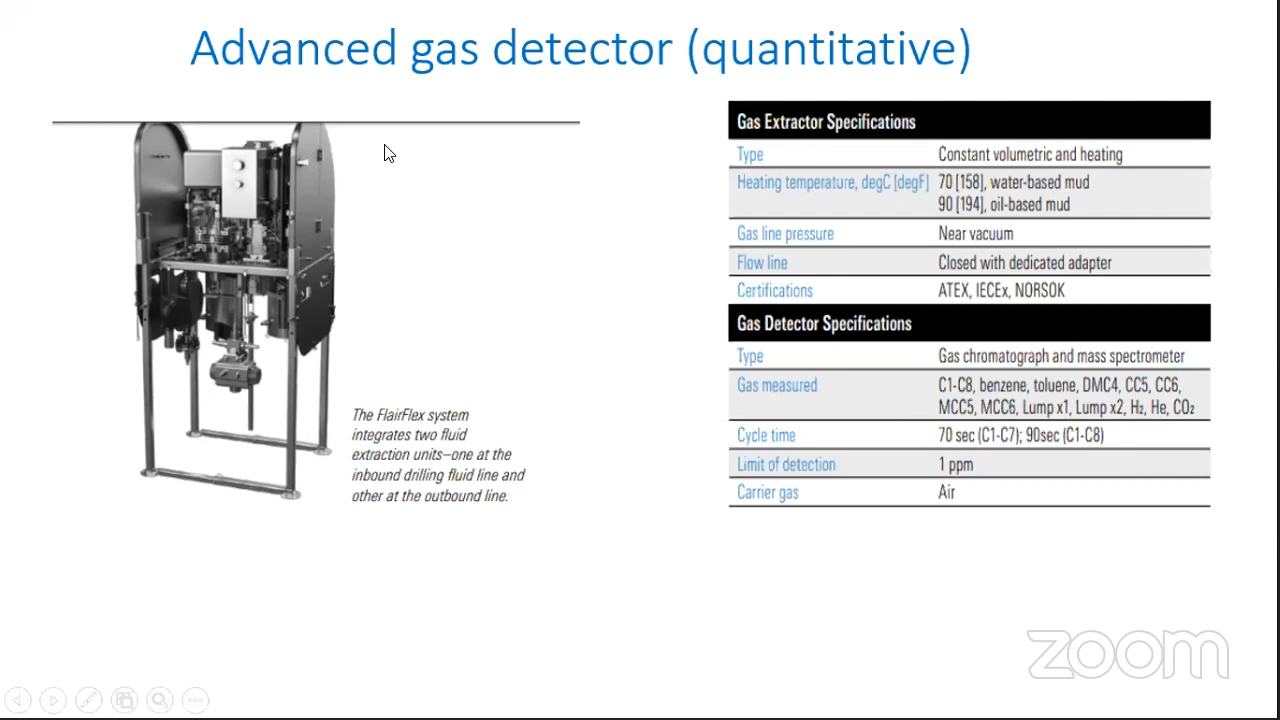 Advanced gas detector (quantitative)
The FlairFlex system
integrates two fluid
extraction units–one at the
inbound drilling fluid line and
other at the outbound line.
Gas Extractor Specifications
Type Constant volumetric and heating
Heating temperature, degC [degF] 70 [158], water-based mud
90 [194], oil-based mud
Gas line pressure Near vacuum
Flow line Closed with dedicated adapter
Certifications ATEX, IECEx, NORSOK
Gas Detector Specifications
Type Gas chromatograph and mass spectrometer
Gas measured C1-C8, benzene, toluene, DMC4, CC5, CC6,
MCC5, MCC6, Lump x1, Lump x2, H₂, He, CO₂
Cycle time 70 sec (C1-C7); 90sec (C1-C8)
Limit of detection 1 ppm
Carrier gas Air
zoom